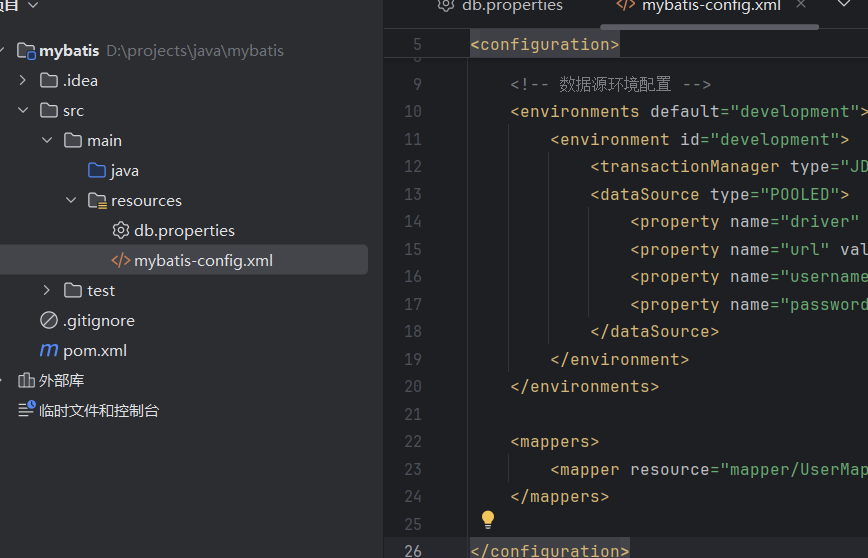 项目
db.properties
mybatis-config.xml
mybatis D:\projects\java\mybatis
.idea
src
main
java
resources
db.properties
mybatis-config.xml
test
.gitignore
pom.xml
外部库
临时文件和控制台
5 <configuration>
9 <!-- 数据源环境配置 -->
10 <environments default="development">
11 <environment id="development">
12 <transactionManager type="JD
13 <dataSource type="POOLED">
14 <property name="driver"
15 <property name="url" val
16 <property name="username
17 <property name="password
18 </dataSource>
19 </environment>
20 </environments>
21
22 <mappers>
23 <mapper resource="mapper/UserMap
24 </mappers>
25
26 </configuration>